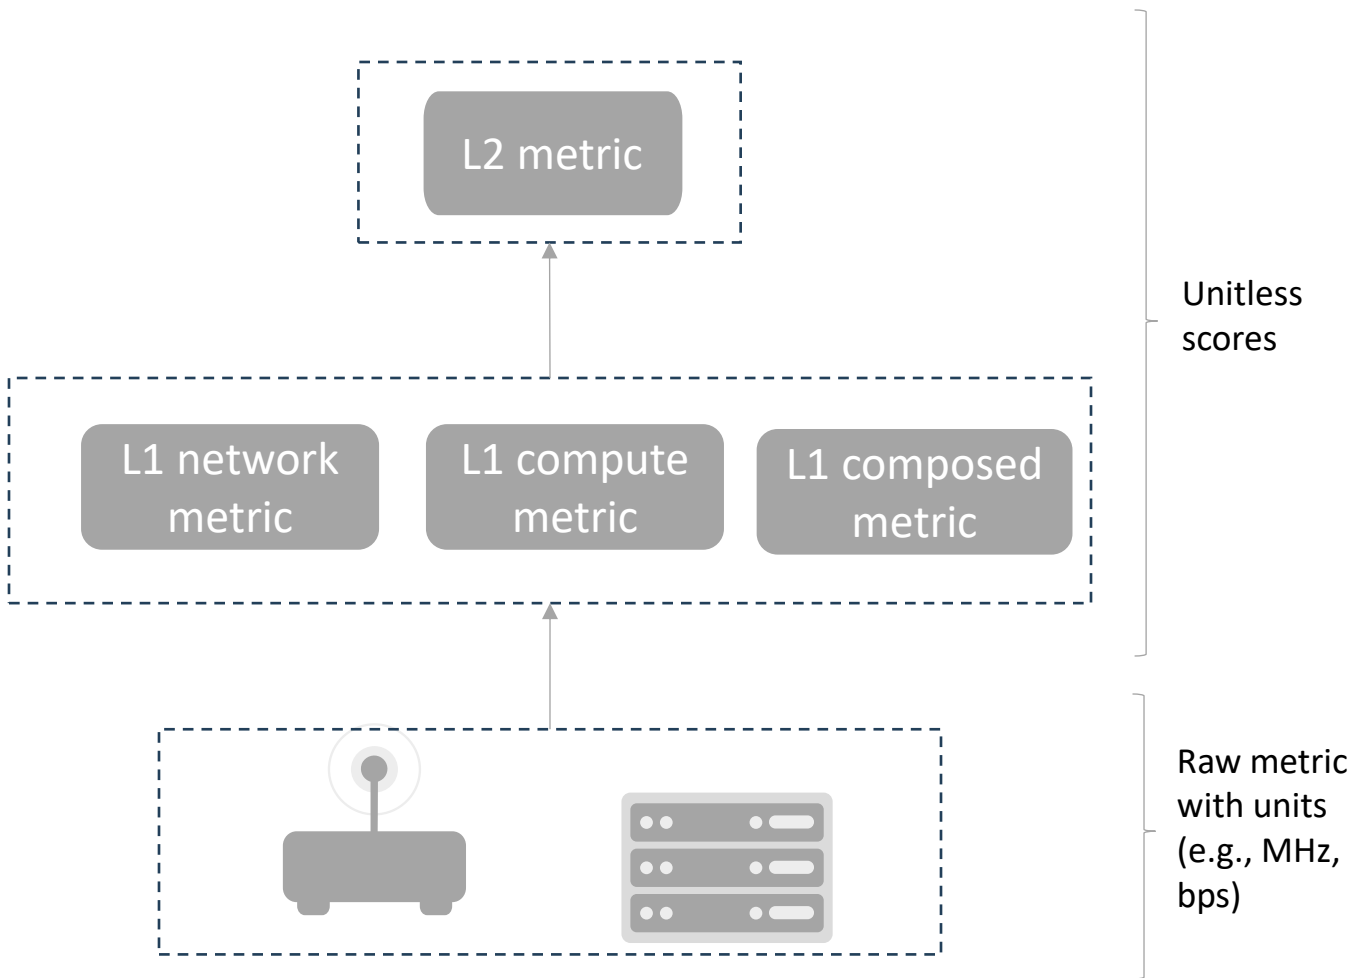 L2 metric
Unitless
scores
L1 network
metric
L1 compute
metric
L1 composed
metric
Raw metric
with units
(e.g., MHz,
bps)